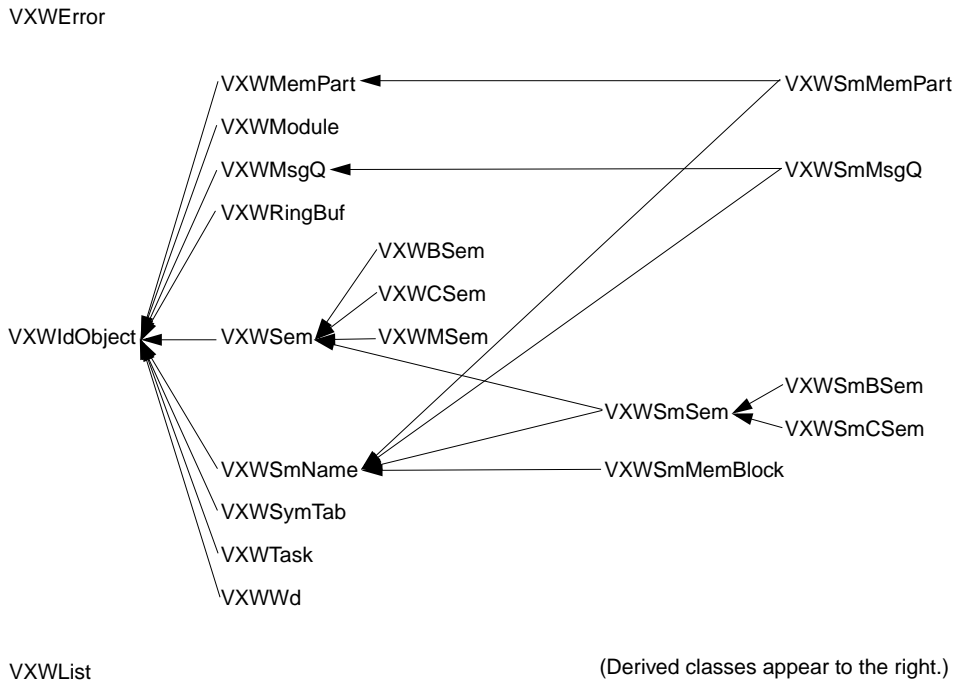 VXWError
VXWMemPart
VXWSmMemPart
VXWModule
VXWMsgQ
VXWSmMsgQ
VXWRingBuf
VXWBSem
VXWCSem
VXWIdObject
VXWSem
VXWMSem
VXWSmBSem
VXWSmSem
VXWSmCSem
VXWSmName
VXWSmMemBlock
VXWSymTab
VXWTask
VXWWd
VXWList
(Derived classes appear to the right.)